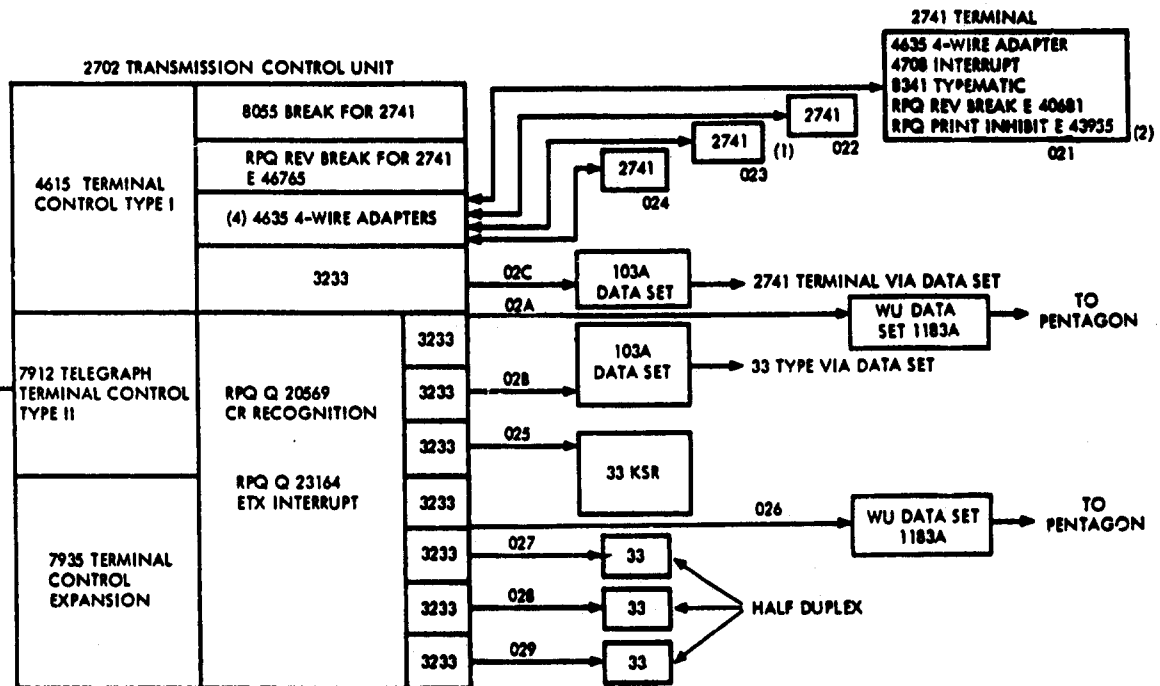 2741 TERMINAL
4635 4-WIRE ADAPTER
4708 INTERRUPT
8341 TYPEMATIC
RPQ REV BREAK E 40681
RPQ PRINT INHIBIT E 43935
021
(2)
2702 TRANSMISSION CONTROL UNIT
8055 BREAK FOR 2741
RPQ REV BREAK FOR 2741
E 46765
4615 TERMINAL
CONTROL TYPE I
(4) 4635 4-WIRE ADAPTERS
3233
2741
022
2741
(1)
023
2741
024
02C
103A
DATA SET
2741 TERMINAL VIA DATA SET
02A
WU DATA
SET 1183A
TO
PENTAGON
7912 TELEGRAPH
TERMINAL CONTROL
TYPE II
RPQ Q 20569
CR RECOGNITION
RPQ Q 23164
ETX INTERRUPT
3233
3233
02B
103A
DATA SET
33 TYPE VIA DATA SET
3233
025
33 KSR
3233
026
WU DATA SET
1183A
TO
PENTAGON
7935 TERMINAL
CONTROL
EXPANSION
3233
027
33
3233
028
33
HALF DUPLEX
3233
029
33